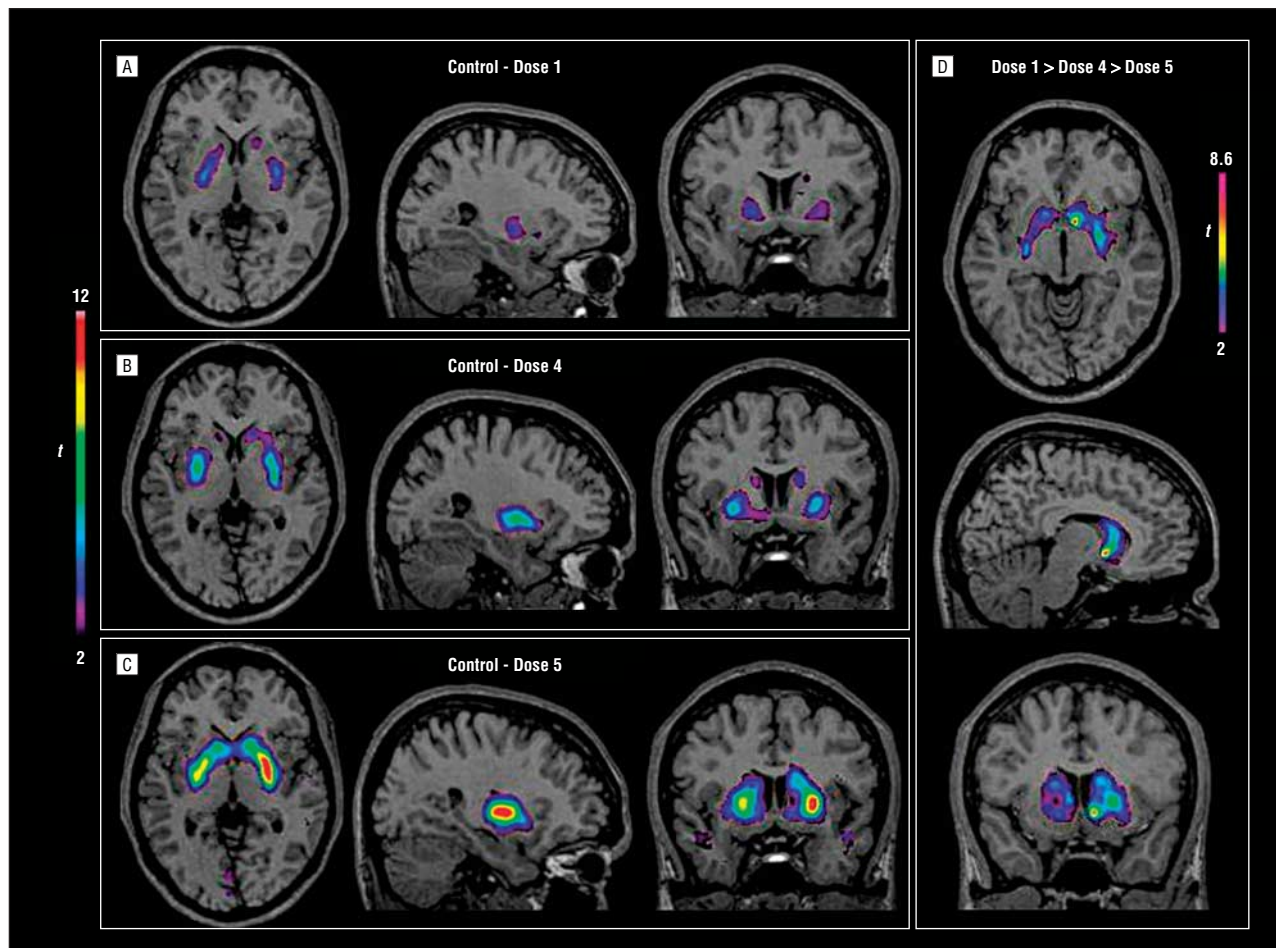 A
Control - Dose 1
D
Dose 1 > Dose 4 > Dose 5
8.6
t
2
12
t
2
B
Control - Dose 4
C
Control - Dose 5